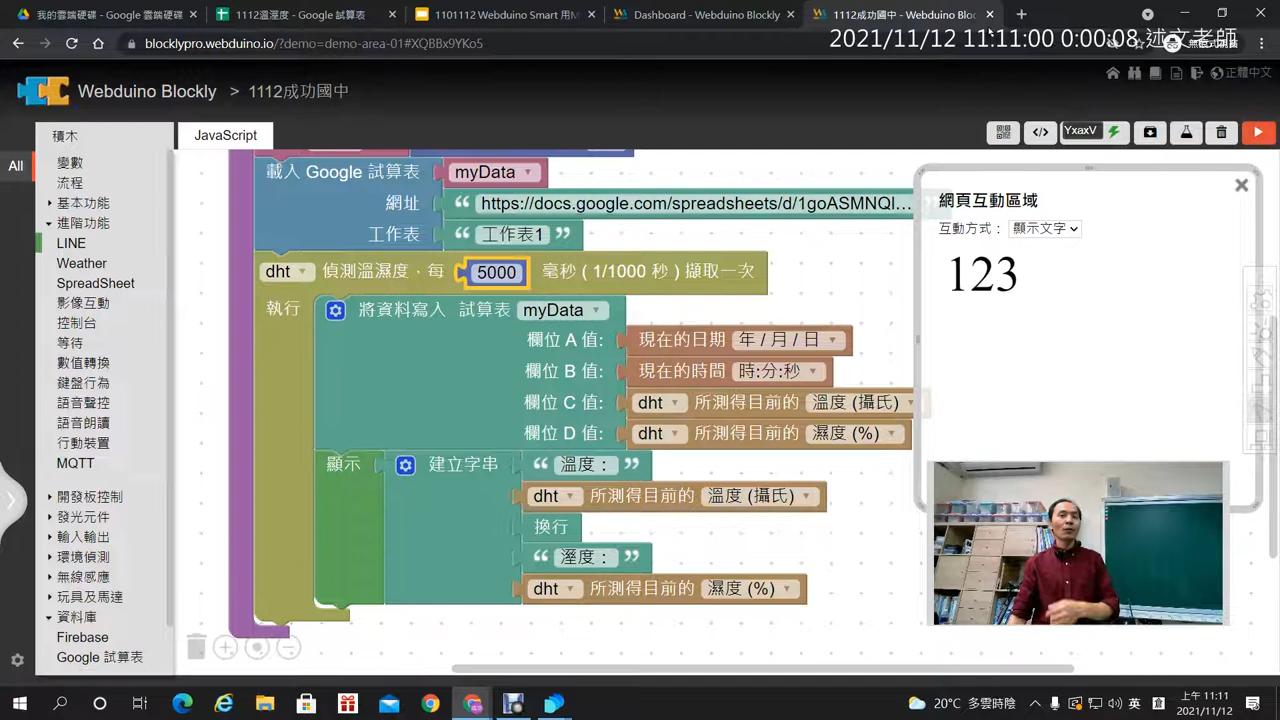 我的雲端硬碟 - Google 雲端硬碟
1112溫溼度 - Google 試算表
1101112 Webduino Smart 用M
Dashboard - Webduino Blockly
1112成功國中 - Webduino Bloc
blocklypro.webduino.io/?demo=demo-area-01#XQBBx9YKo5
2021/11/12 11:11:00 0:00:08 述文老師
Webduino Blockly > 1112成功國中
正體中文
積木
JavaScript
YxaxV
All
變數
流程
基本功能
進階功能
LINE
Weather
SpreadSheet
影像互動
控制台
等待
數值轉換
鍵盤行為
語音聲控
語音朗讀
行動裝置
MQTT
開發板控制
發光元件
輸入輸出
環境偵測
無線感應
玩具及馬達
資料庫
Firebase
Google 試算表
載入 Google 試算表 myData
網址 “ https://docs.google.com/spreadsheets/d/1goASMNQI...
工作表 “ 工作表1 ”
dht 偵測溫濕度，每 5000 毫秒 ( 1/1000 秒 ) 擷取一次
執行 將資料寫入 試算表 myData
欄位 A 值: 現在的日期 年 / 月 / 日
欄位 B 值: 現在的時間 時:分:秒
欄位 C 值: dht 所測得目前的 溫度 (攝氏)
欄位 D 值: dht 所測得目前的 濕度 (%)
顯示 建立字串 “ 溫度： ”
dht 所測得目前的 溫度 (攝氏)
換行
“ 溼度： ”
dht 所測得目前的 濕度 (%)
網頁互動區域
互動方式： 顯示文字
123
20°C 多雲時陰
英
上午 11:11
2021/11/12